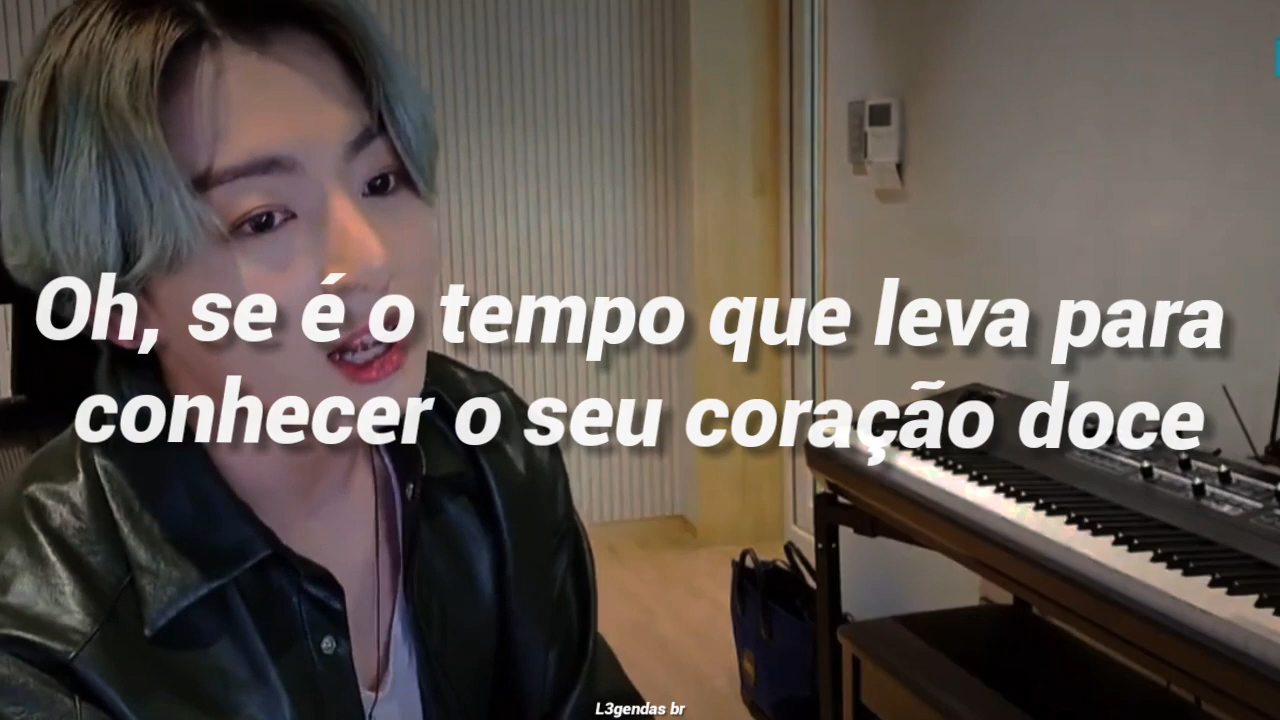 Oh, se é o tempo que leva para
conhecer o seu coração doce
L3gendas br